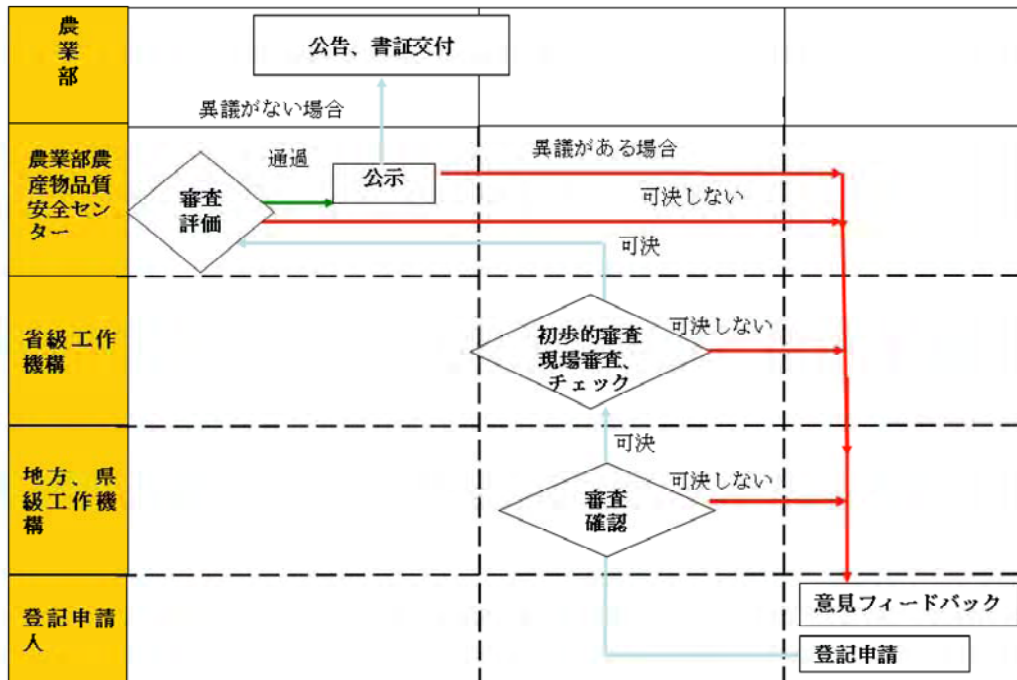 農
業
部
公告、書証交付
異議がない場合
農業部農
産物品質
安全セン
ター
審査
評価
通過
公示
異議がある場合
可決しない
可決
省級工作
機構
初歩的審査
現場審査、
チェック
可決しない
可決
地方、県
級工作機
構
審査
確認
可決しない
登記申請
人
意見フィードバック
登記申請